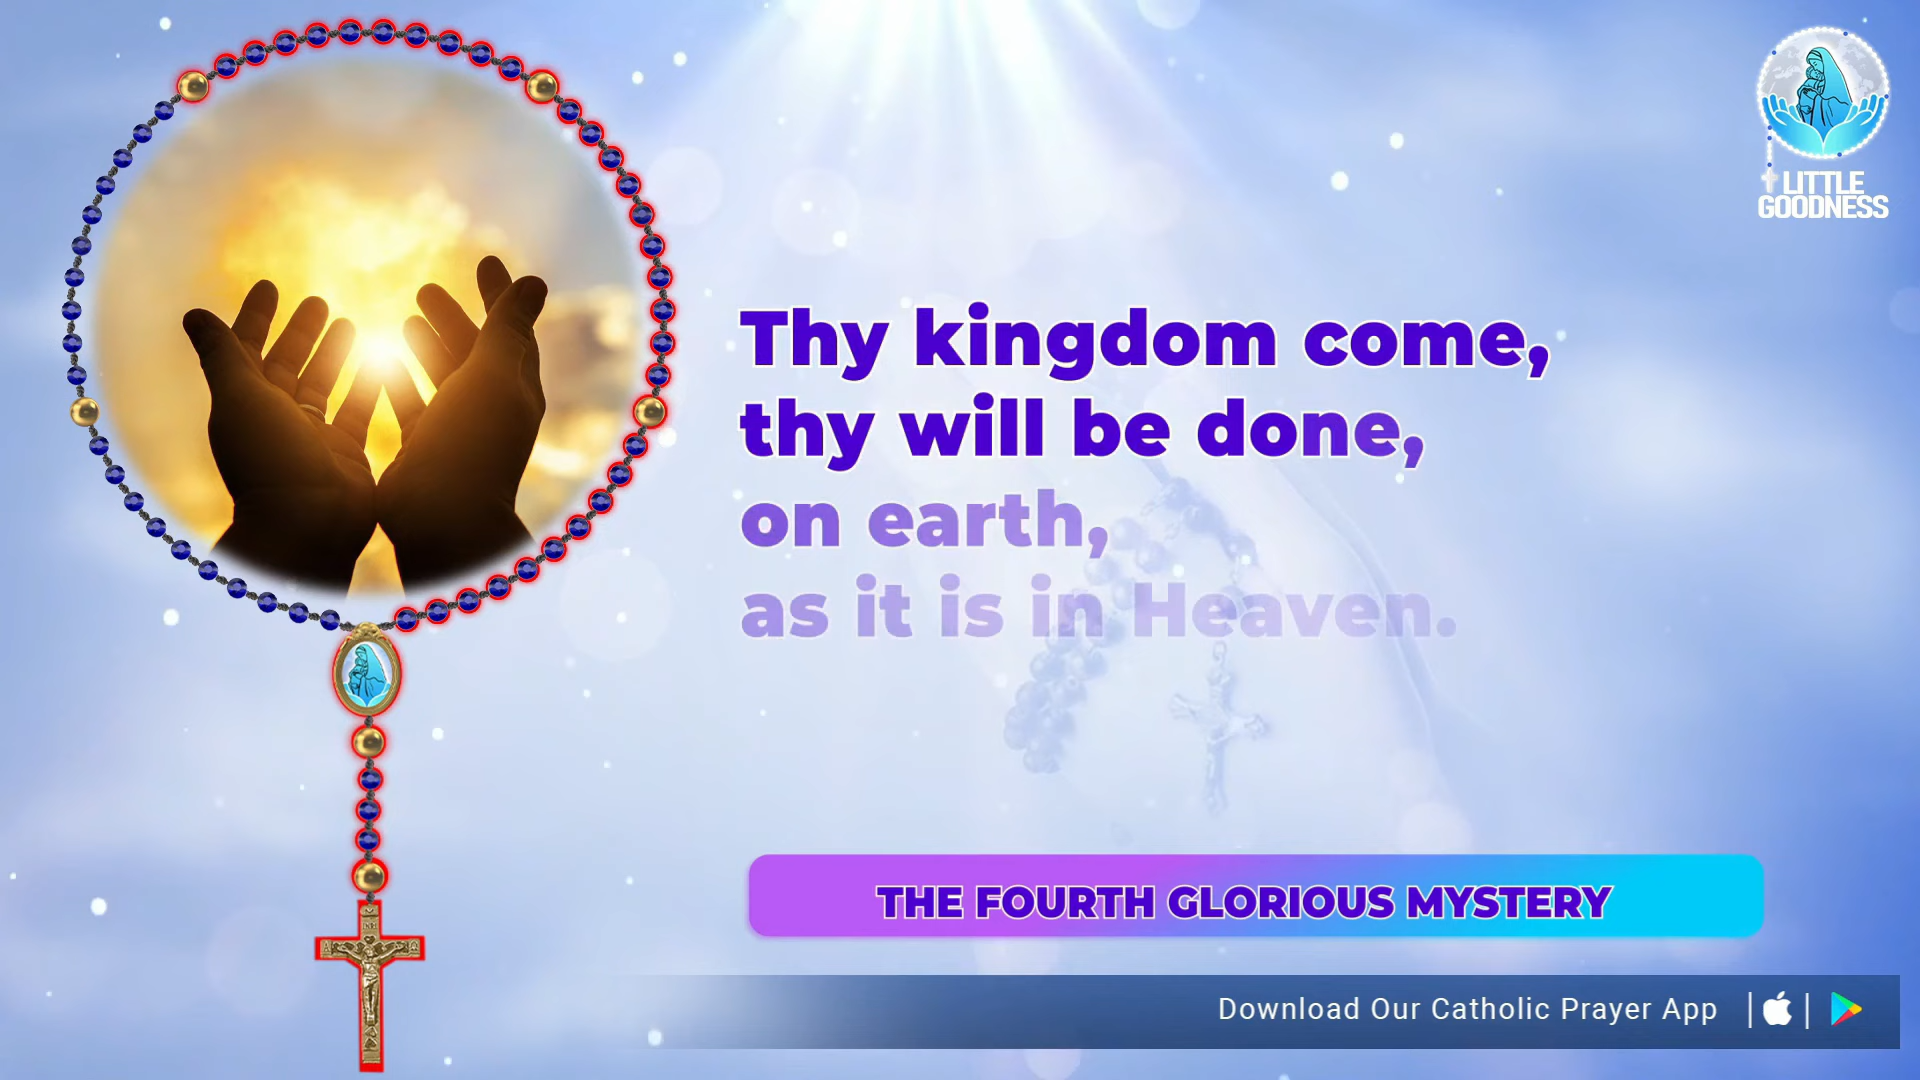 LITTLE
GOODNESS
Thy kingdom come,
thy will be done,
on earth,
as it is in Heaven.
THE FOURTH GLORIOUS MYSTERY
Download Our Catholic Prayer App